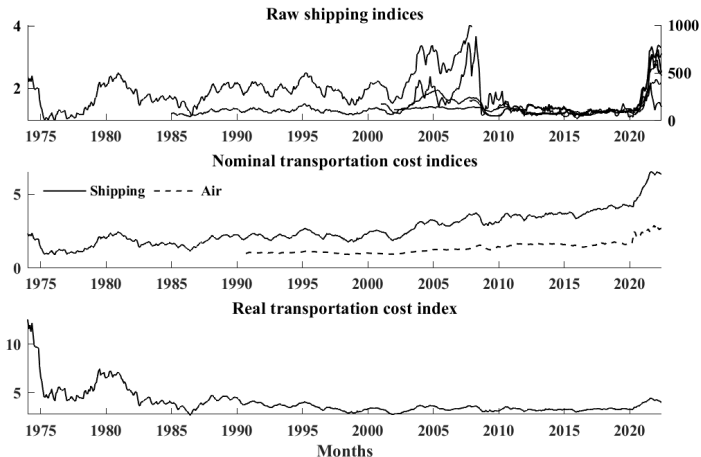 Raw shipping indices
4
2
1000
500
0
1975 1980 1985 1990 1995 2000 2005 2010 2015 2020
Nominal transportation cost indices
Shipping Air
5
0
1975 1980 1985 1990 1995 2000 2005 2010 2015 2020
Real transportation cost index
10
5
1975 1980 1985 1990 1995 2000 2005 2010 2015 2020
Months